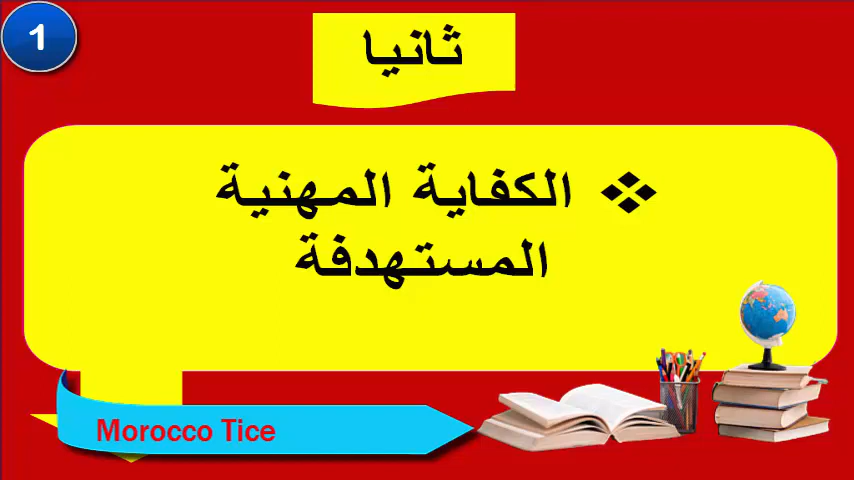 1
ثانيا
❖ الكفاية المهنية
المستهدفة
Morocco Tice